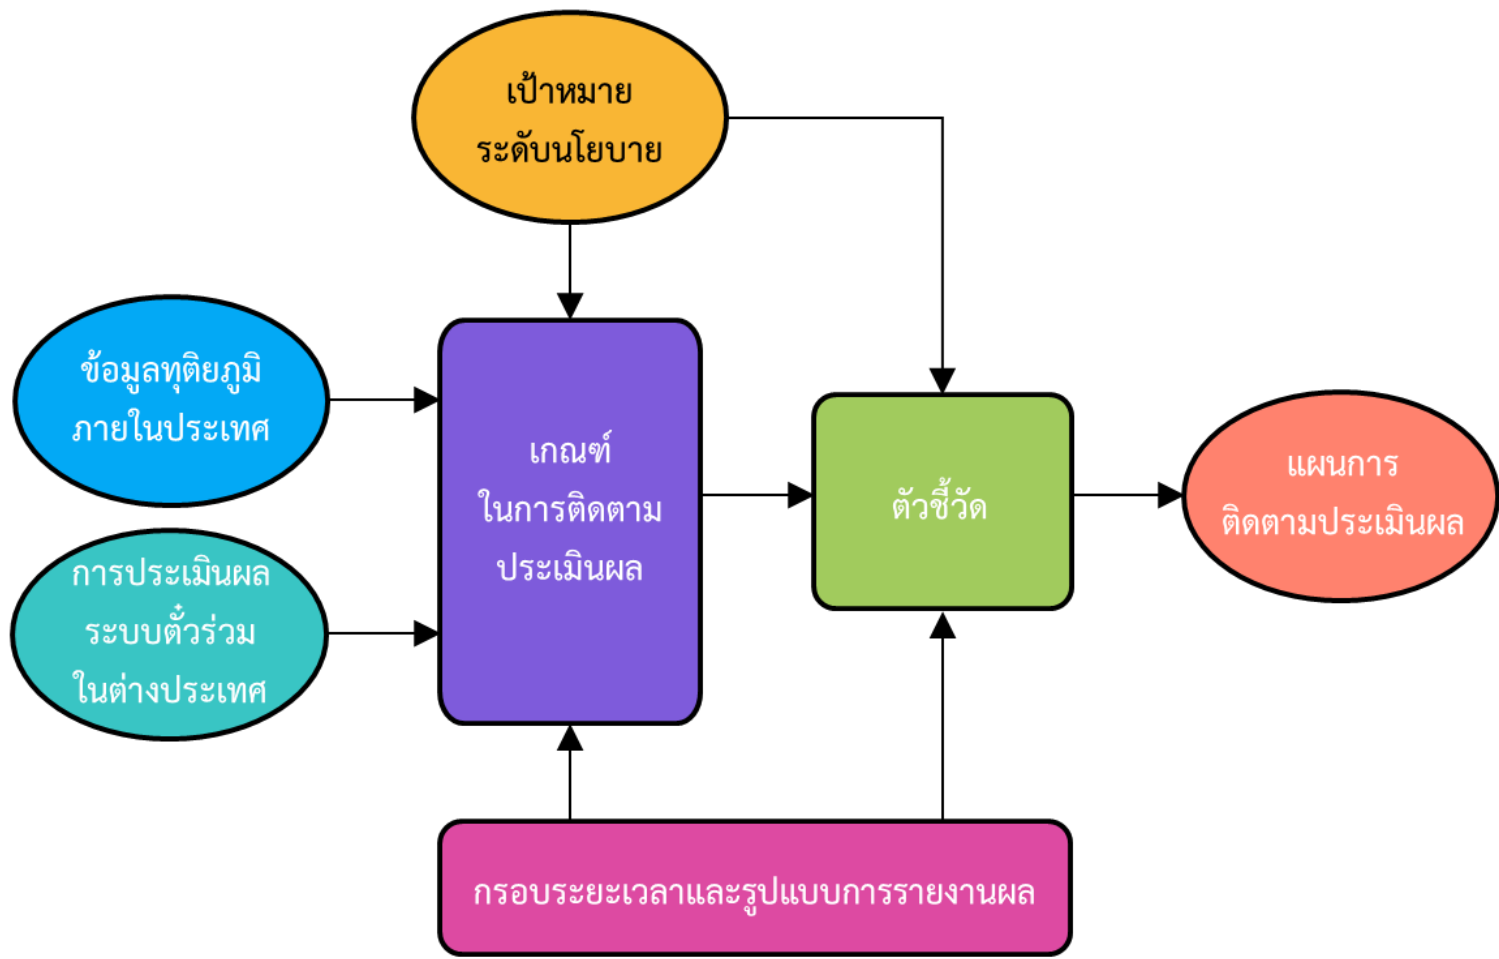 เป้าหมาย
ระดับนโยบาย
ข้อมูลทุติยภูมิ
ภายในประเทศ
การประเมินผล
ระบบตั๋วร่วม
ในต่างประเทศ
เกณฑ์
ในการติดตาม
ประเมินผล
ตัวชี้วัด
แผนการ
ติดตามประเมินผล
กรอบระยะเวลาและรูปแบบการรายงานผล